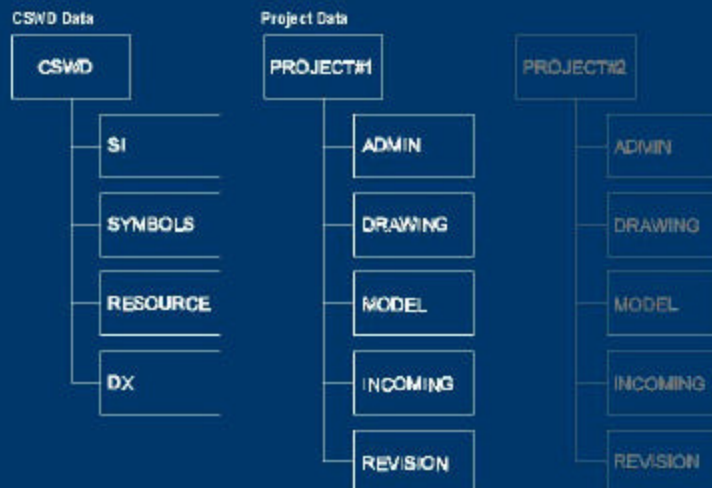 CSWD Data
Project Data
CSWD
PROJECT#1
PROJECT#2
SI
SYMBOLS
RESOURCE
DX
ADMIN
DRAWING
MODEL
INCOMING
REVISION
ADMIN
DRAWING
MODEL
INCOMING
REVISION